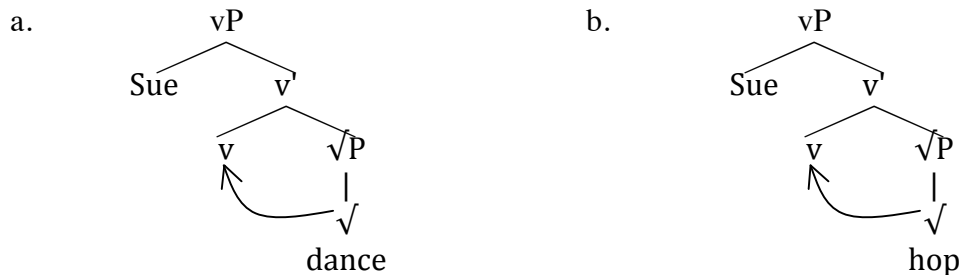 a. vP b. vP
Sue v' Sue v'
v √P v √P
√ √
dance hop